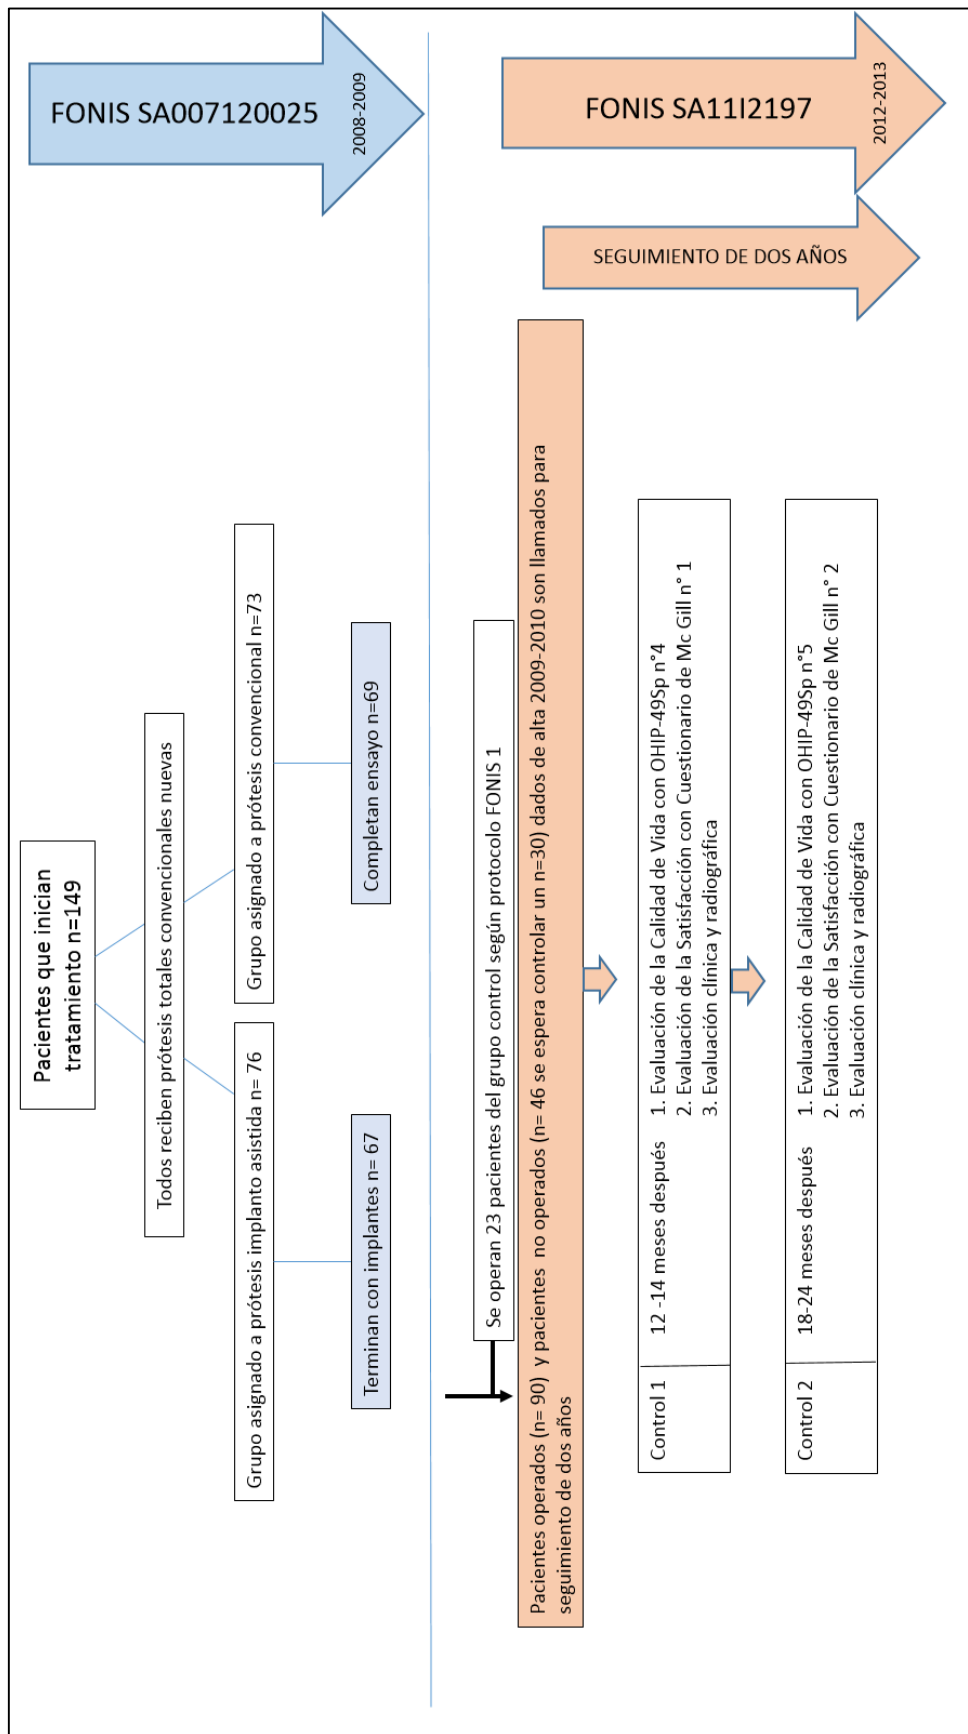 Pacientes que inician
tratamiento n=149
Todos reciben prótesis totales convencionales nuevas
Grupo asignado a prótesis implanto asistida n= 76
Grupo asignado a prótesis convencional n=73
Terminan con implantes n= 67
Completan ensayo n=69
FONIS SA007120025
2008-2009
Se operan 23 pacientes del grupo control según protocolo FONIS 1
Pacientes operados (n= 90) y pacientes no operados (n= 46 se espera controlar un n=30) dados de alta 2009-2010 son llamados para
seguimiento de dos años
Control 1
12 -14 meses después
1. Evaluación de la Calidad de Vida con OHIP-49Sp n°4
2. Evaluación de la Satisfacción con Cuestionario de Mc Gill n° 1
3. Evaluación clínica y radiográfica
Control 2
18-24 meses después
1. Evaluación de la Calidad de Vida con OHIP-49Sp n°5
2. Evaluación de la Satisfacción con Cuestionario de Mc Gill n° 2
3. Evaluación clínica y radiográfica
SEGUIMIENTO DE DOS AÑOS
FONIS SA11I2197
2012-2013